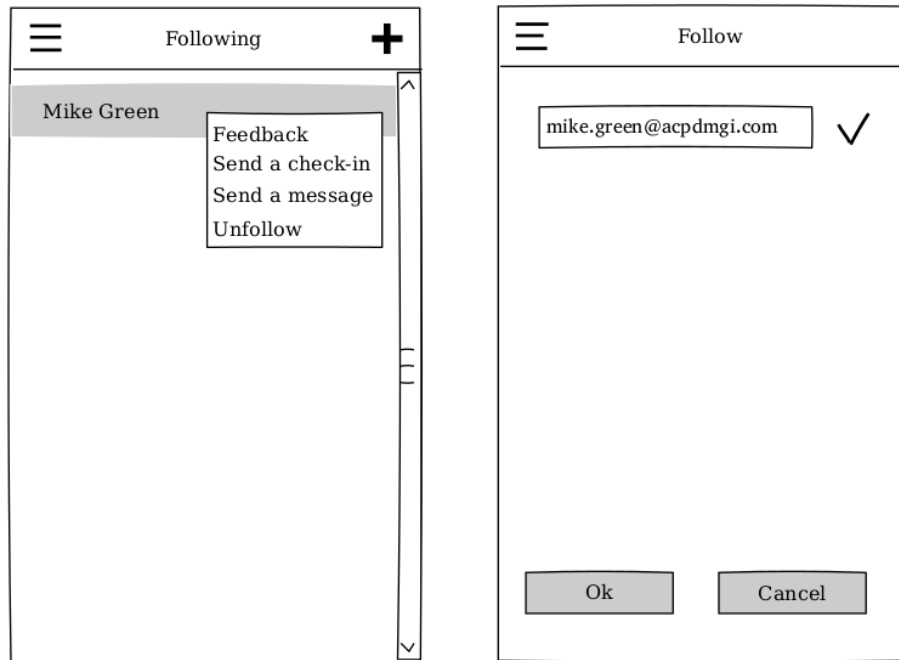 Following
Mike Green
Feedback
Send a check-in
Send a message
Unfollow
Follow
mike.green@acpdmgi.com
Ok
Cancel